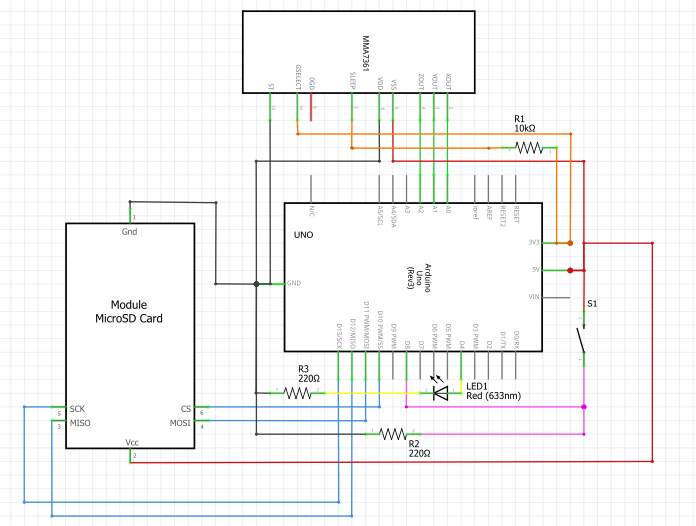 MMA7361
ST
GSELECT
0GD
SLEEP
VDD
VSS
ZOUT
YOUT
XOUT
R1
10kΩ
N/C
A5/SCL
A4/SDA
A3
A2
A1
A0
ioref
AREF
RESET2
RESET
Gnd
1
UNO
Arduino
Uno
(Rev3)
3V3
5V
VIN
GND
Module
MicroSD Card
S1
D13/SCK
D12/MISO
D11 PWM/MOSI
D10 PWM/SS
D9 PWM
D8
D7
D6 PWM
D5 PWM
D4
D3 PWM
D2
D1/TX
D0/RX
R3
220Ω
LED1
Red (633nm)
SCK
5
MISO
3
CS
6
MOSI
4
Vcc
2
R2
220Ω